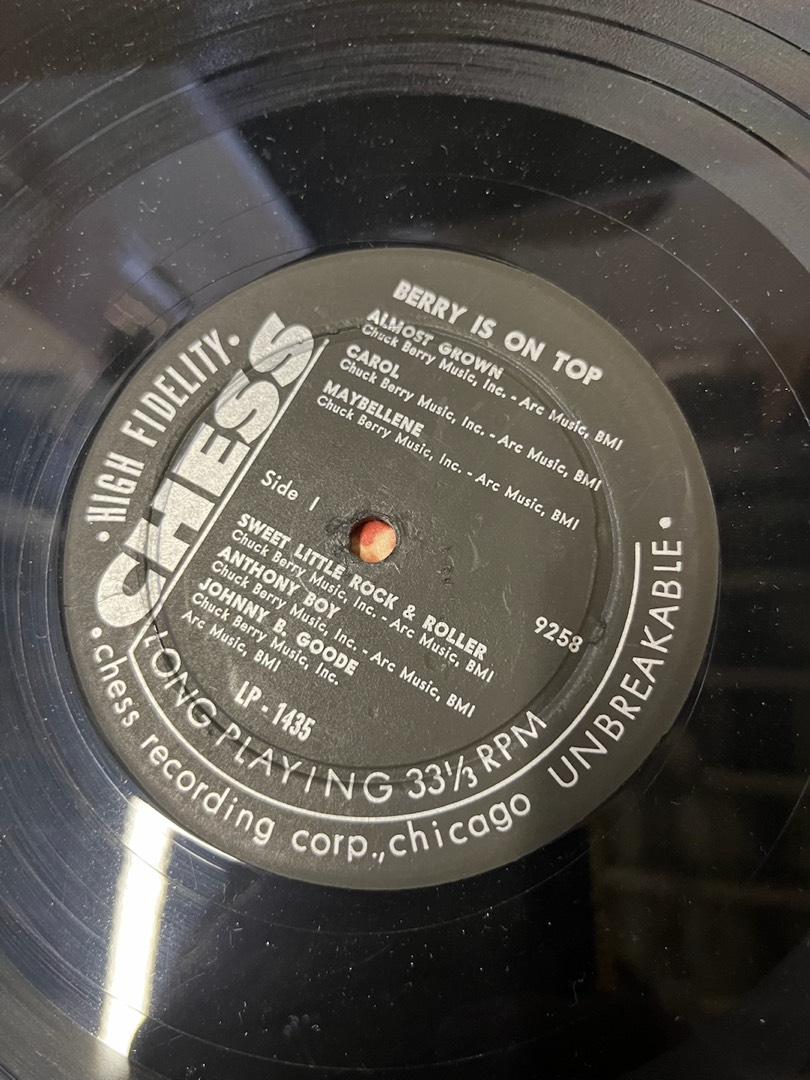 BERRY IS ON TOP
ALMOST GROWN
Chuck Berry Music, Inc. - Arc Music, BMI
CAROL
Chuck Berry Music, Inc. - Arc Music, BMI
MAYBELLENE
Chuck Berry Music, Inc. - Arc Music, BMI
Side 1
SWEET LITTLE ROCK & ROLLER
Chuck Berry Music, Inc. - Arc Music, BMI
ANTHONY BOY
Chuck Berry Music, Inc. - Arc Music, BMI
JOHNNY B. GOODE
Chuck Berry Music, Inc.
Arc Music, BMI
9258
LP - 1435
• HIGH FIDELITY •
CHESS
LONG PLAYING 33⅓ RPM
• chess recording corp., chicago UNBREAKABLE •